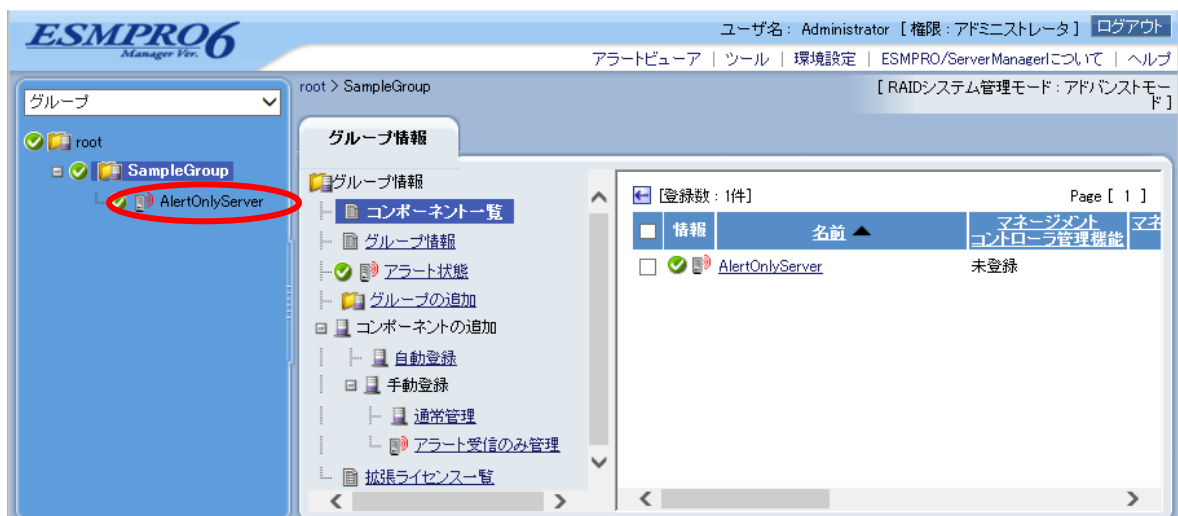 ESMPRO6
Manager Ver.
ユーザ名： Administrator ［ 権限：アドミニストレータ ］ ログアウト
アラートビューア | ツール | 環境設定 | ESMPRO/ServerManagerについて | ヘルプ
グループ
root
SampleGroup
AlertOnlyServer
root > SampleGroup
[ RAIDシステム管理モード：アドバンストモー
ド ]
グループ情報
グループ情報
コンポーネント一覧
グループ情報
アラート状態
グループの追加
コンポーネントの追加
自動登録
手動登録
通常管理
アラート受信のみ管理
拡張ライセンス一覧
[登録数：1件] Page [ 1 ]
情報 名前 ▲ マネージメント
コントローラ管理機能 マネ
AlertOnlyServer 未登録